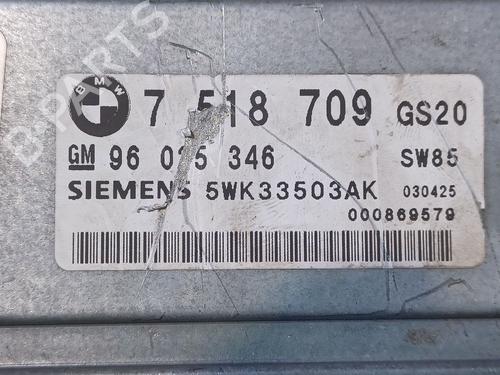 BMW 7 518 709 GS20
GM 96 025 346 SW85
SIEMENS 5WK33503AK 030425
000869579
B-PARTS